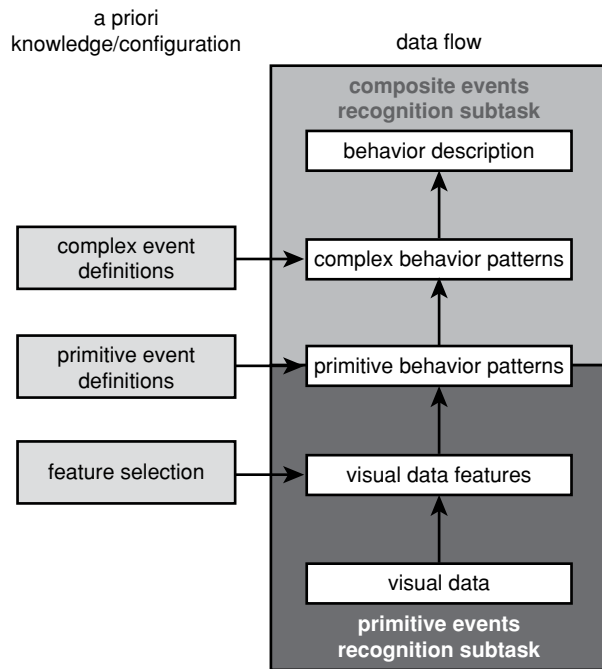 a priori
knowledge/configuration
data flow
composite events
recognition subtask
behavior description
complex event
definitions
complex behavior patterns
primitive event
definitions
primitive behavior patterns
feature selection
visual data features
visual data
primitive events
recognition subtask